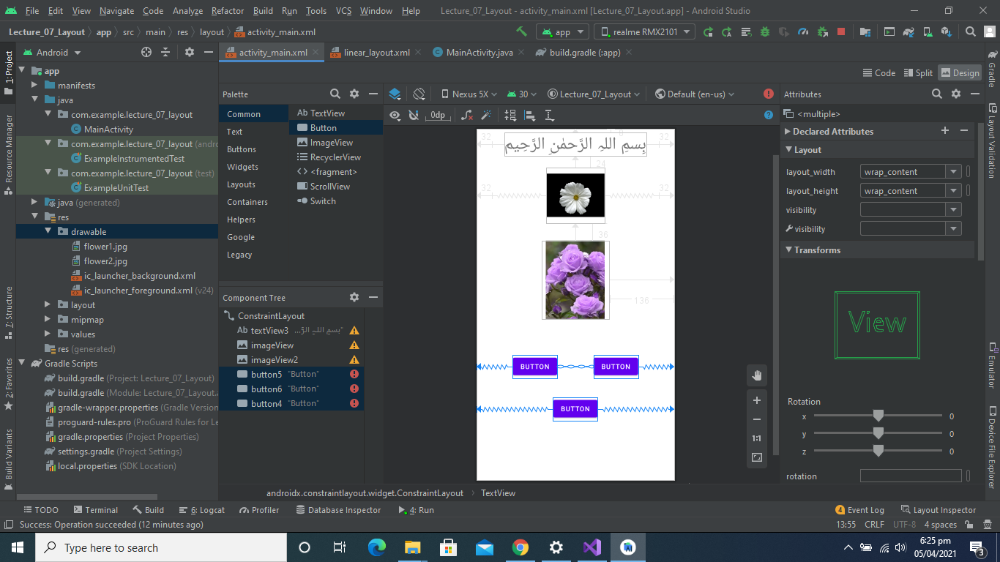 File Edit View Navigate Code Analyze Refactor Build Run Tools VCS Window Help Lecture_07_Layout - activity_main.xml [Lecture_07_Layout.app] - Android Studio
Lecture_07_Layout app src main res layout activity_main.xml app realme RMX2101
Android activity_main.xml linear_layout.xml MainActivity.java build.gradle (:app)
1: Project
Resource Manager
7: Structure
2: Favorites
Build Variants
app
manifests
java
com.example.lecture_07_layout
MainActivity
com.example.lecture_07_layout (andro
ExampleInstrumentedTest
com.example.lecture_07_layout (test)
ExampleUnitTest
java (generated)
res
drawable
flower1.jpg
flower2.jpg
ic_launcher_background.xml
ic_launcher_foreground.xml (v24)
layout
mipmap
values
res (generated)
Gradle Scripts
build.gradle (Project: Lecture_07_Layout)
build.gradle (Module: Lecture_07_Layout.a
gradle-wrapper.properties (Gradle Version
proguard-rules.pro (ProGuard Rules for Le
gradle.properties (Project Properties)
settings.gradle (Project Settings)
local.properties (SDK Location)
Code Split Design
Palette
Common
Text
Buttons
Widgets
Layouts
Containers
Helpers
Google
Legacy
Ab TextView
Button
ImageView
RecyclerView
<> <fragment>
ScrollView
Switch
Component Tree
ConstraintLayout
Ab textView3 "بسم اللہ الرَّ...
imageView
imageView2
button5 "Button"
button6 "Button"
button4 "Button"
Nexus 5X 30 Lecture_07_Layout Default (en-us)
0dp
32 بِسمِ اللہِ الرَّحمٰنِ الرَّحِيم 0 32
24
32 32
36
136
BUTTON BUTTON
BUTTON
1:1
Attributes
<multiple>
Declared Attributes
Layout
layout_width wrap_content
layout_height wrap_content
visibility
visibility
Transforms
View
Rotation
x 0
y 0
z 0
rotation
Gradle
Layout Validation
Emulator
Device File Explorer
androidx.constraintlayout.widget.ConstraintLayout TextView
TODO Terminal Build 6: Logcat Profiler Database Inspector 4: Run 4 Event Log Layout Inspector
Success: Operation succeeded (12 minutes ago) 13:55 CRLF UTF-8 4 spaces
Type here to search
6:25 pm
05/04/2021
3